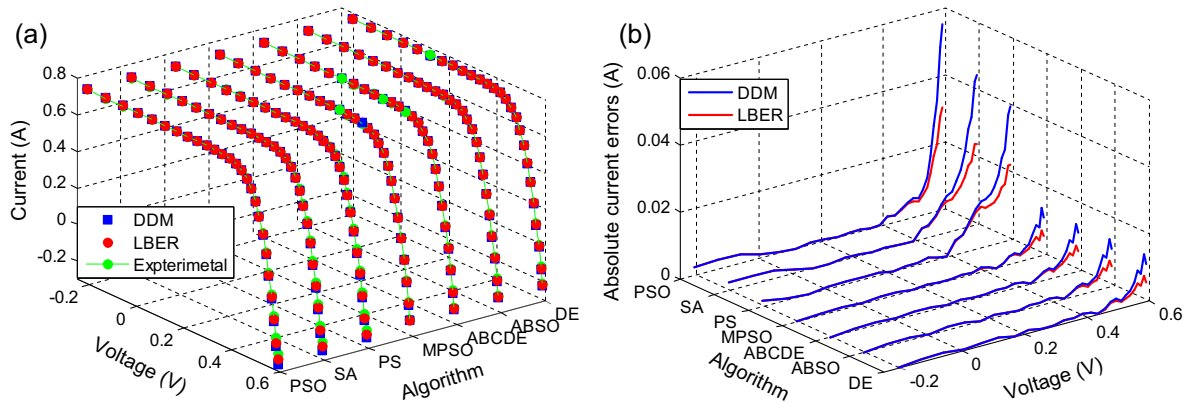 (a)
Current (A)
0.8
0.6
0.4
0.2
0
-0.2
DDM
LBER
Expterimetal
-0.2
0
0.2
0.4
0.6
Voltage (V)
PSO
SA
PS
MPSO
ABCDE
ABSO
DE
Algorithm
(b)
Absolute current errors (A)
0.06
0.04
0.02
0
DDM
LBER
PSO
SA
PS
MPSO
ABCDE
ABSO
DE
Algorithm
-0.2
0
0.2
0.4
0.6
Voltage (V)